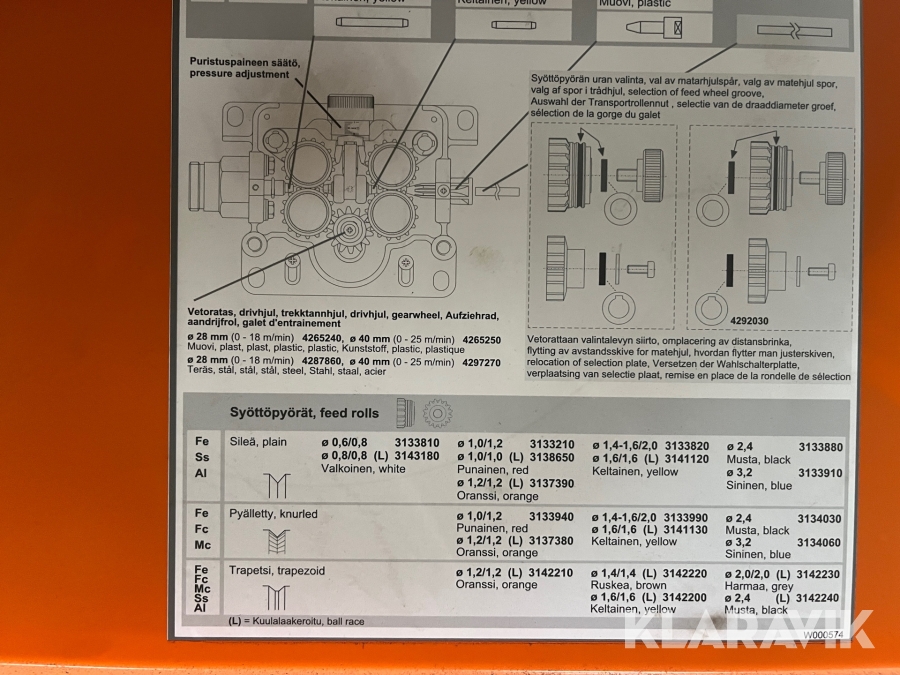 Keltainen, yellow
Muovi, plastic
Puristuspaineen säätö,
pressure adjustment
Syöttöpyörän uran valinta, val av matarhjulspår, valg av matehjul spor,
valg af spor i trådhjul, selection of feed wheel groove,
Auswahl der Transportrollennut , selectie van de draaddiameter groef,
sélection de la gorge du galet
4292030
Vetoratas, drivhjul, trekktannhjul, drivhjul, gearwheel, Aufziehrad,
aandrijfrol, galet d'entrainement
ø 28 mm (0 - 18 m/min) 4265240, ø 40 mm (0 - 25 m/min) 4265250
Muovi, plast, plast, plastic, plastic, Kunststoff, plastic, plastique
ø 28 mm (0 - 18 m/min) 4287860, ø 40 mm (0 - 25 m/min) 4297270
Teräs, stål, stål, stål, steel, Stahl, staal, acier
Vetorattaan valintalevyn siirto, omplacering av distansbrinka,
flytting av avstandsskive for matehjul, hvordan flytter man justerskiven,
relocation of selection plate, Versetzen der Wahlschalterplatte,
verplaatsing van selectie plaat, remise en place de la rondelle de sélection
Syöttöpyörät, feed rolls
Fe Sileä, plain ø 0,6/0,8 3133810 ø 1,0/1,2 3133210 ø 1,4-1,6/2,0 3133820 ø 2,4 3133880
Ss ø 0,8/0,8 (L) 3143180 ø 1,0/1,0 (L) 3138650 ø 1,6/1,6 (L) 3141120 Musta, black
Al Valkoinen, white Punainen, red Keltainen, yellow ø 3,2 3133910
ø 1,2/1,2 (L) 3137390 Sininen, blue
Oranssi, orange
Fe Pyälletty, knurled ø 1,0/1,2 3133940 ø 1,4-1,6/2,0 3133990 ø 2,4 3134030
Fc Punainen, red ø 1,6/1,6 (L) 3141130 Musta, black
Mc ø 1,2/1,2 (L) 3137380 Keltainen, yellow ø 3,2 3134060
Oranssi, orange Sininen, blue
Fe Trapetsi, trapezoid ø 1,2/1,2 (L) 3142210 ø 1,4/1,4 (L) 3142220 ø 2,0/2,0 (L) 3142230
Fc Oranssi, orange Ruskea, brown Harmaa, grey
Mc
Ss ø 1,6/1,6 (L) 3142200 ø 2,4 (L) 3142240
Al Keltainen, yellow Musta, black
(L) = Kuulalaakeroitu, ball race
W000574
KLARAVIK